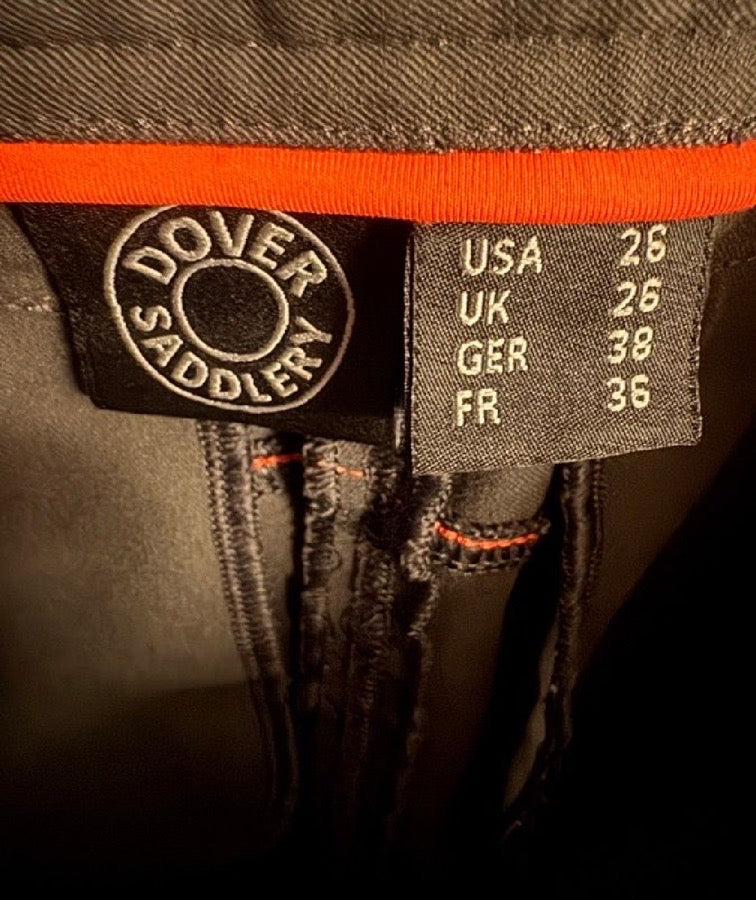 DOVER
SADDLERY
USA 26
UK 26
GER 38
FR 36